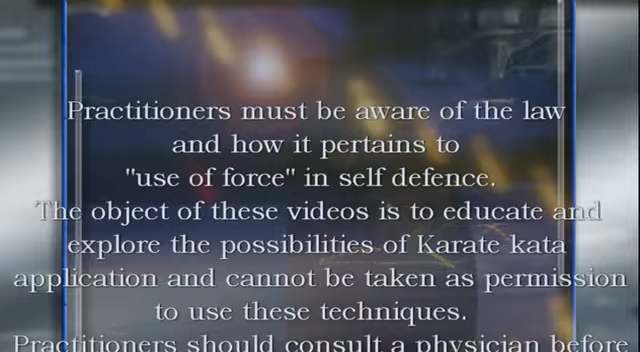 Practitioners must be aware of the law
and how it pertains to
"use of force" in self defence.
The object of these videos is to educate and
explore the possibilities of Karate kata
application and cannot be taken as permission
to use these techniques.
Practitioners should consult a physician before